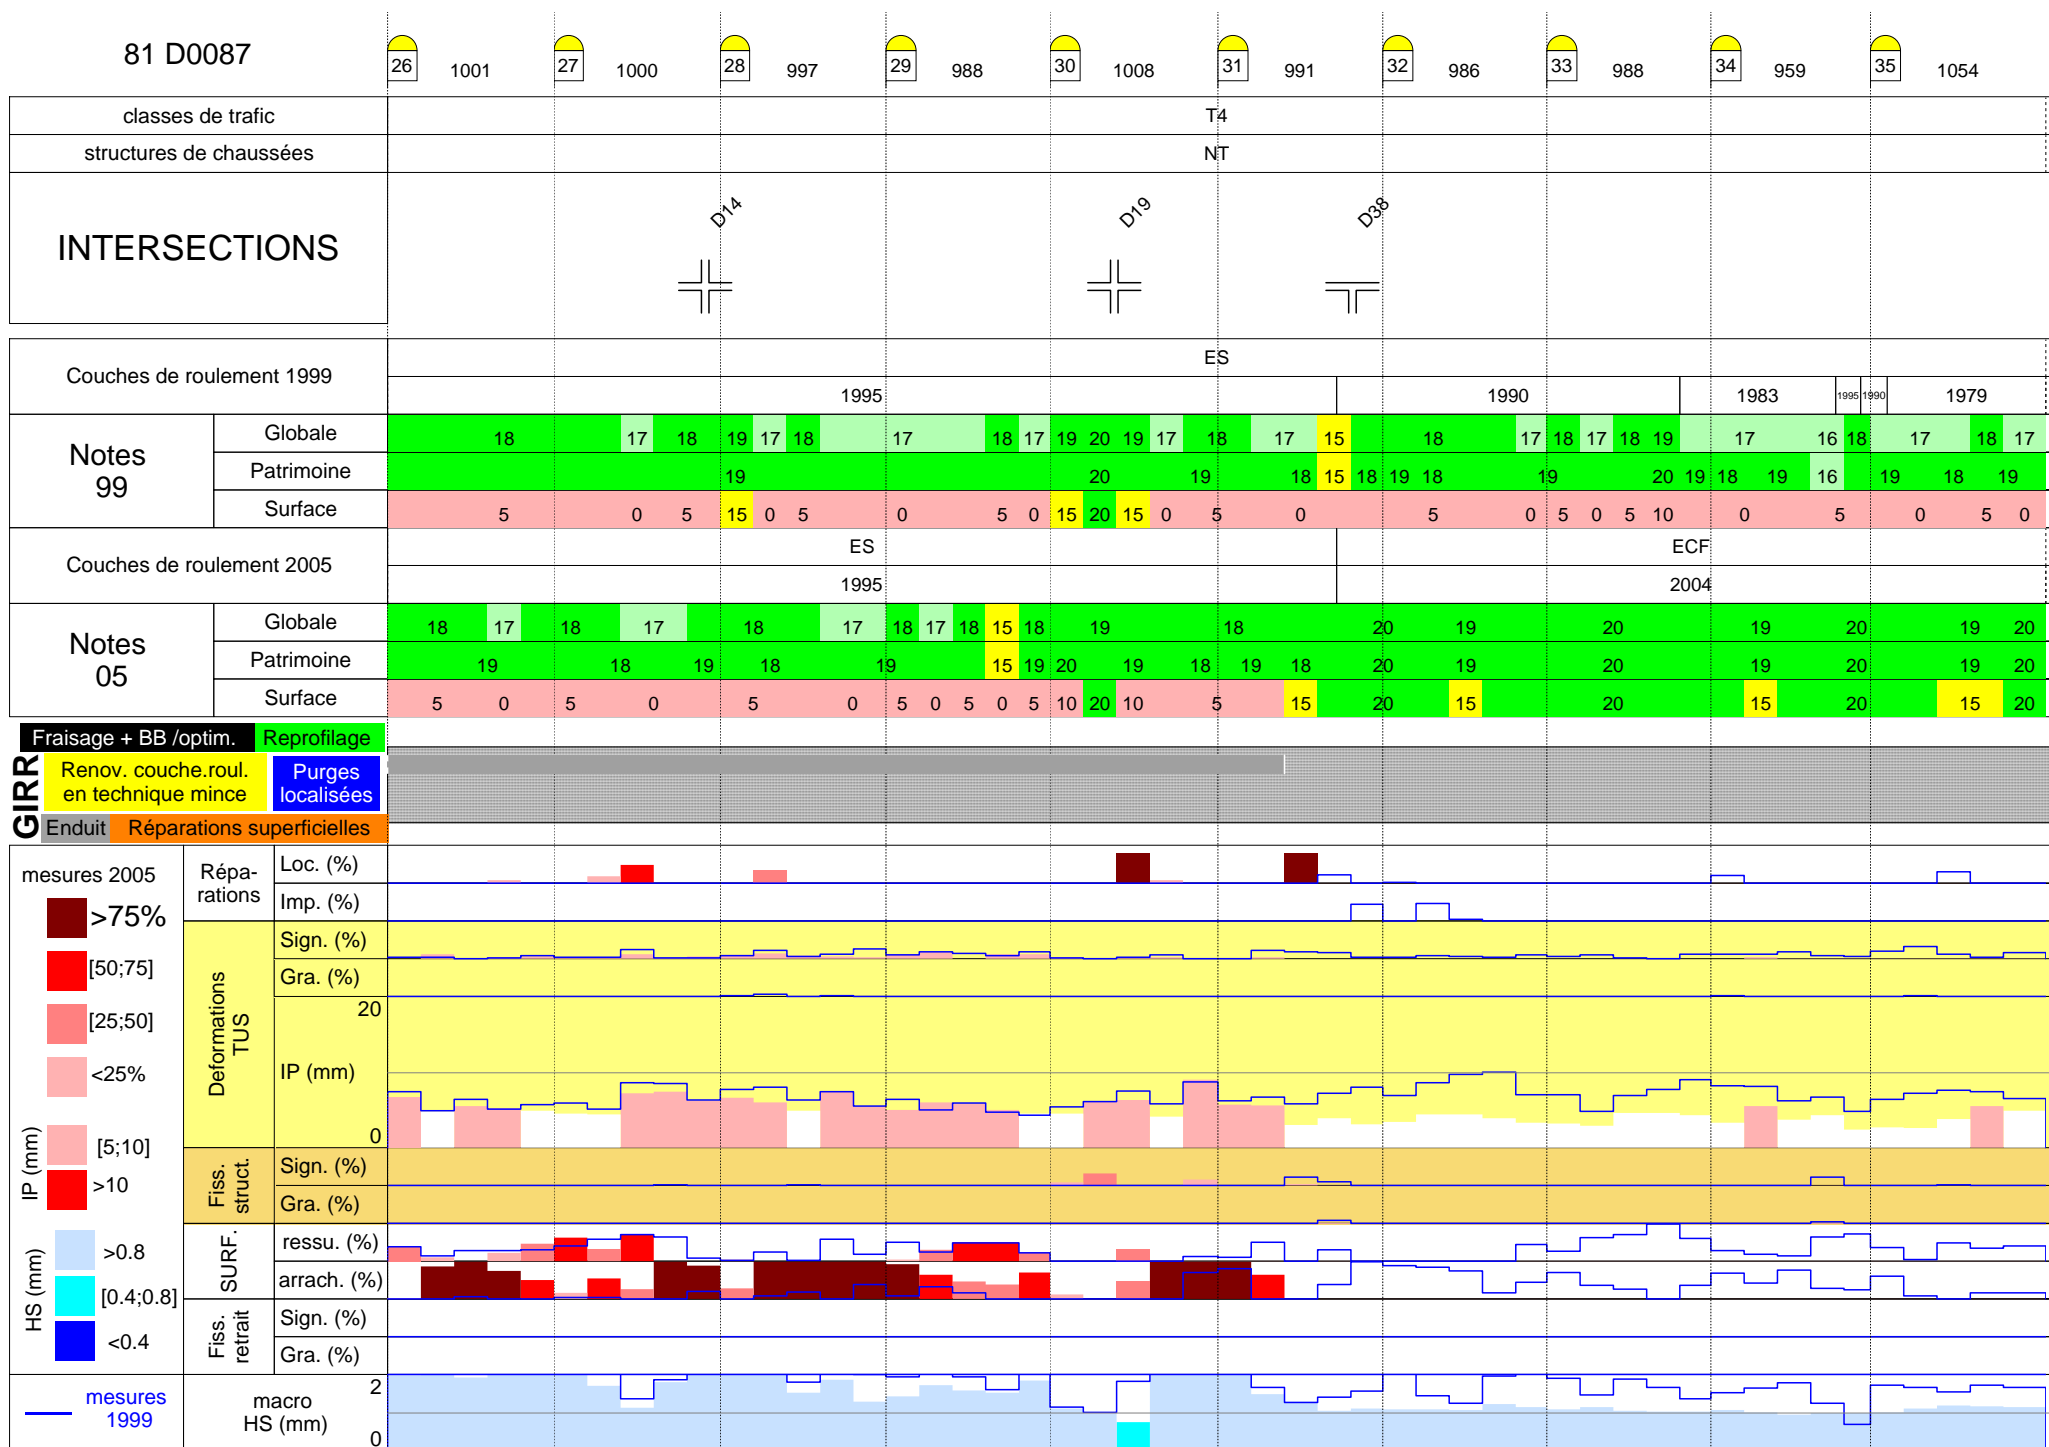 81 D0087
26 1001 27 1000 28 997 29 988 30 1008 31 991 32 986 33 988 34 959 35 1054
classes de trafic T4
structures de chaussées NT
INTERSECTIONS D14 D19 D38
Couches de roulement 1999 ES
1995 1990 1983 1995 1990 1979
Notes 99
Globale 18 17 18 19 17 18 17 18 17 19 20 19 17 18 17 15 18 17 18 17 18 19 17 16 18 17 18 17
Patrimoine 19 20 19 18 15 18 19 18 19 20 19 18 19 16 19 18 19
Surface 5 0 5 15 0 5 0 5 0 15 20 15 0 5 0 5 0 5 0 5 10 0 5 0 5 0
Couches de roulement 2005 ES ECF
1995 2004
Notes 05
Globale 18 17 18 17 18 17 18 17 18 15 18 19 18 20 19 20 19 20 19 20
Patrimoine 19 18 19 18 19 15 19 20 19 18 19 18 20 19 20 19 20 19 20
Surface 5 0 5 0 5 0 5 0 5 0 5 10 20 10 5 15 20 15 20 15 20 15 20
GIRR
Fraisage + BB /optim. Reprofilage
Renov. couche.roul. en technique mince
Purges localisées
Enduit Réparations superficielles
mesures 2005
>75%
[50;75]
[25;50]
<25%
IP (mm)
[5;10]
>10
HS (mm)
>0.8
[0.4;0.8]
<0.4
mesures 1999
Répa-
rations
Loc. (%)
Imp. (%)
Deformations TUS
Sign. (%)
Gra. (%)
20
IP (mm)
0
Fiss. struct.
Sign. (%)
Gra. (%)
SURF.
ressu. (%)
arrach. (%)
Fiss. retrait
Sign. (%)
Gra. (%)
macro HS (mm)
2
0